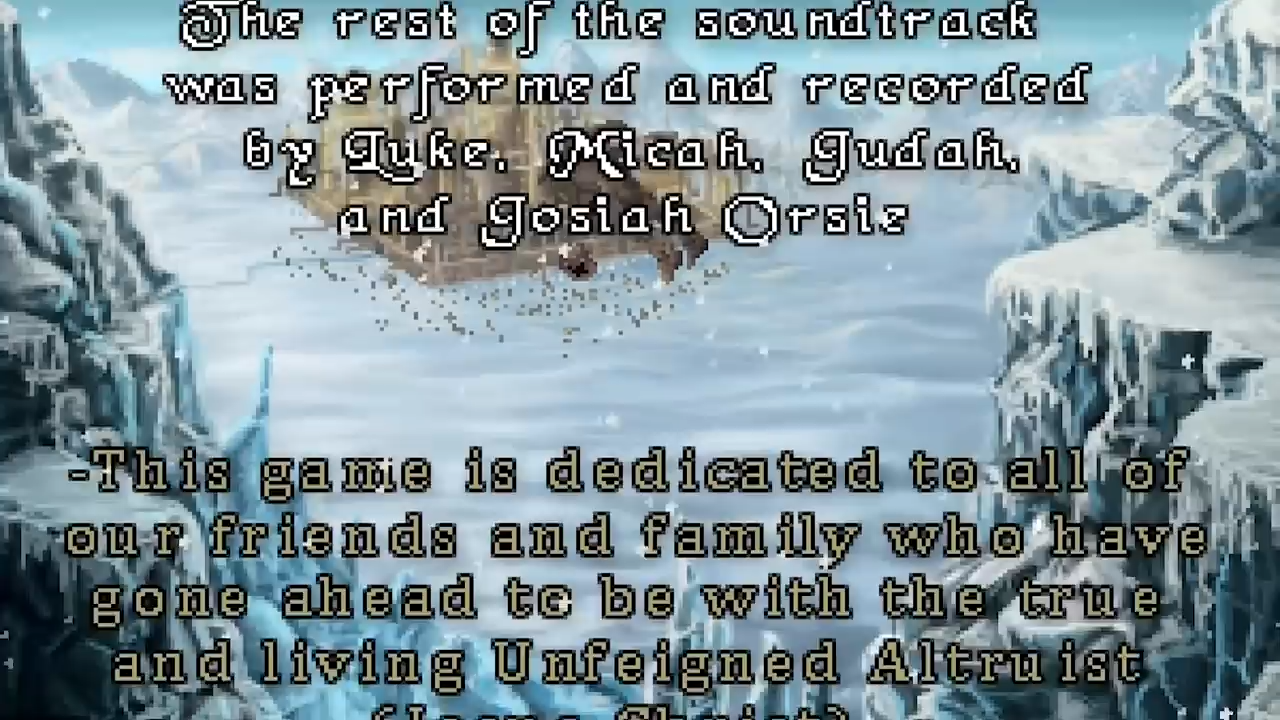 The rest of the soundtrack
was performed and recorded
by Luke, Micah, Judah,
and Josiah Orsie
-This game is dedicated to all of
our friends and family who have
gone ahead to be with the true
and living Unfeigned Altruist
(Jesus Christ)